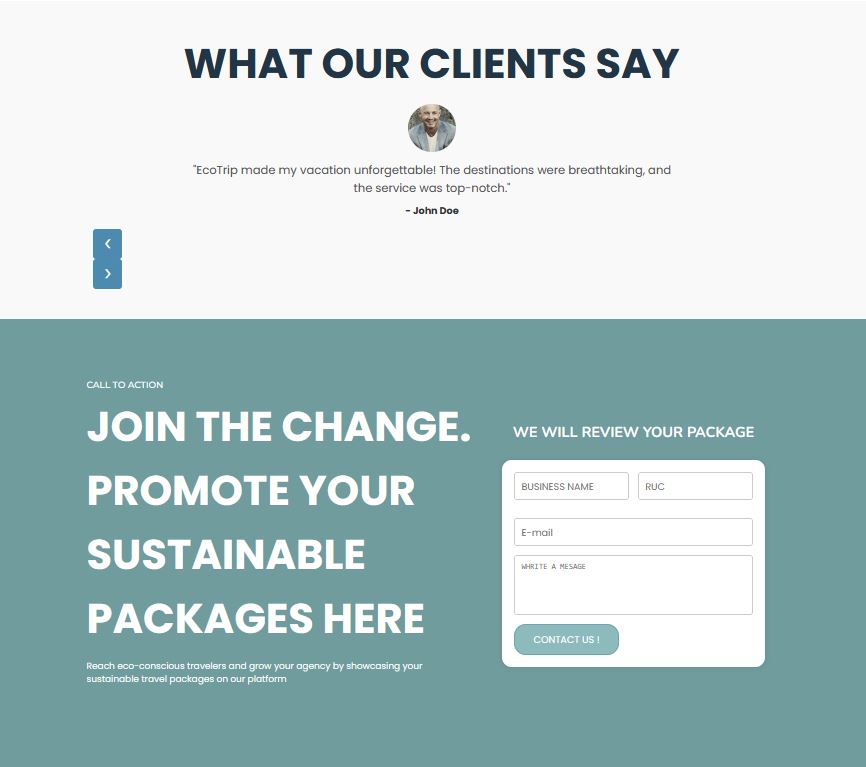 WHAT OUR CLIENTS SAY
"EcoTrip made my vacation unforgettable! The destinations were breathtaking, and
the service was top-notch."
- John Doe
‹
›
CALL TO ACTION
JOIN THE CHANGE.
PROMOTE YOUR
SUSTAINABLE
PACKAGES HERE
Reach eco-conscious travelers and grow your agency by showcasing your
sustainable travel packages on our platform
WE WILL REVIEW YOUR PACKAGE
BUSINESS NAME
RUC
E-mail
WHRITE A MESAGE
CONTACT US !